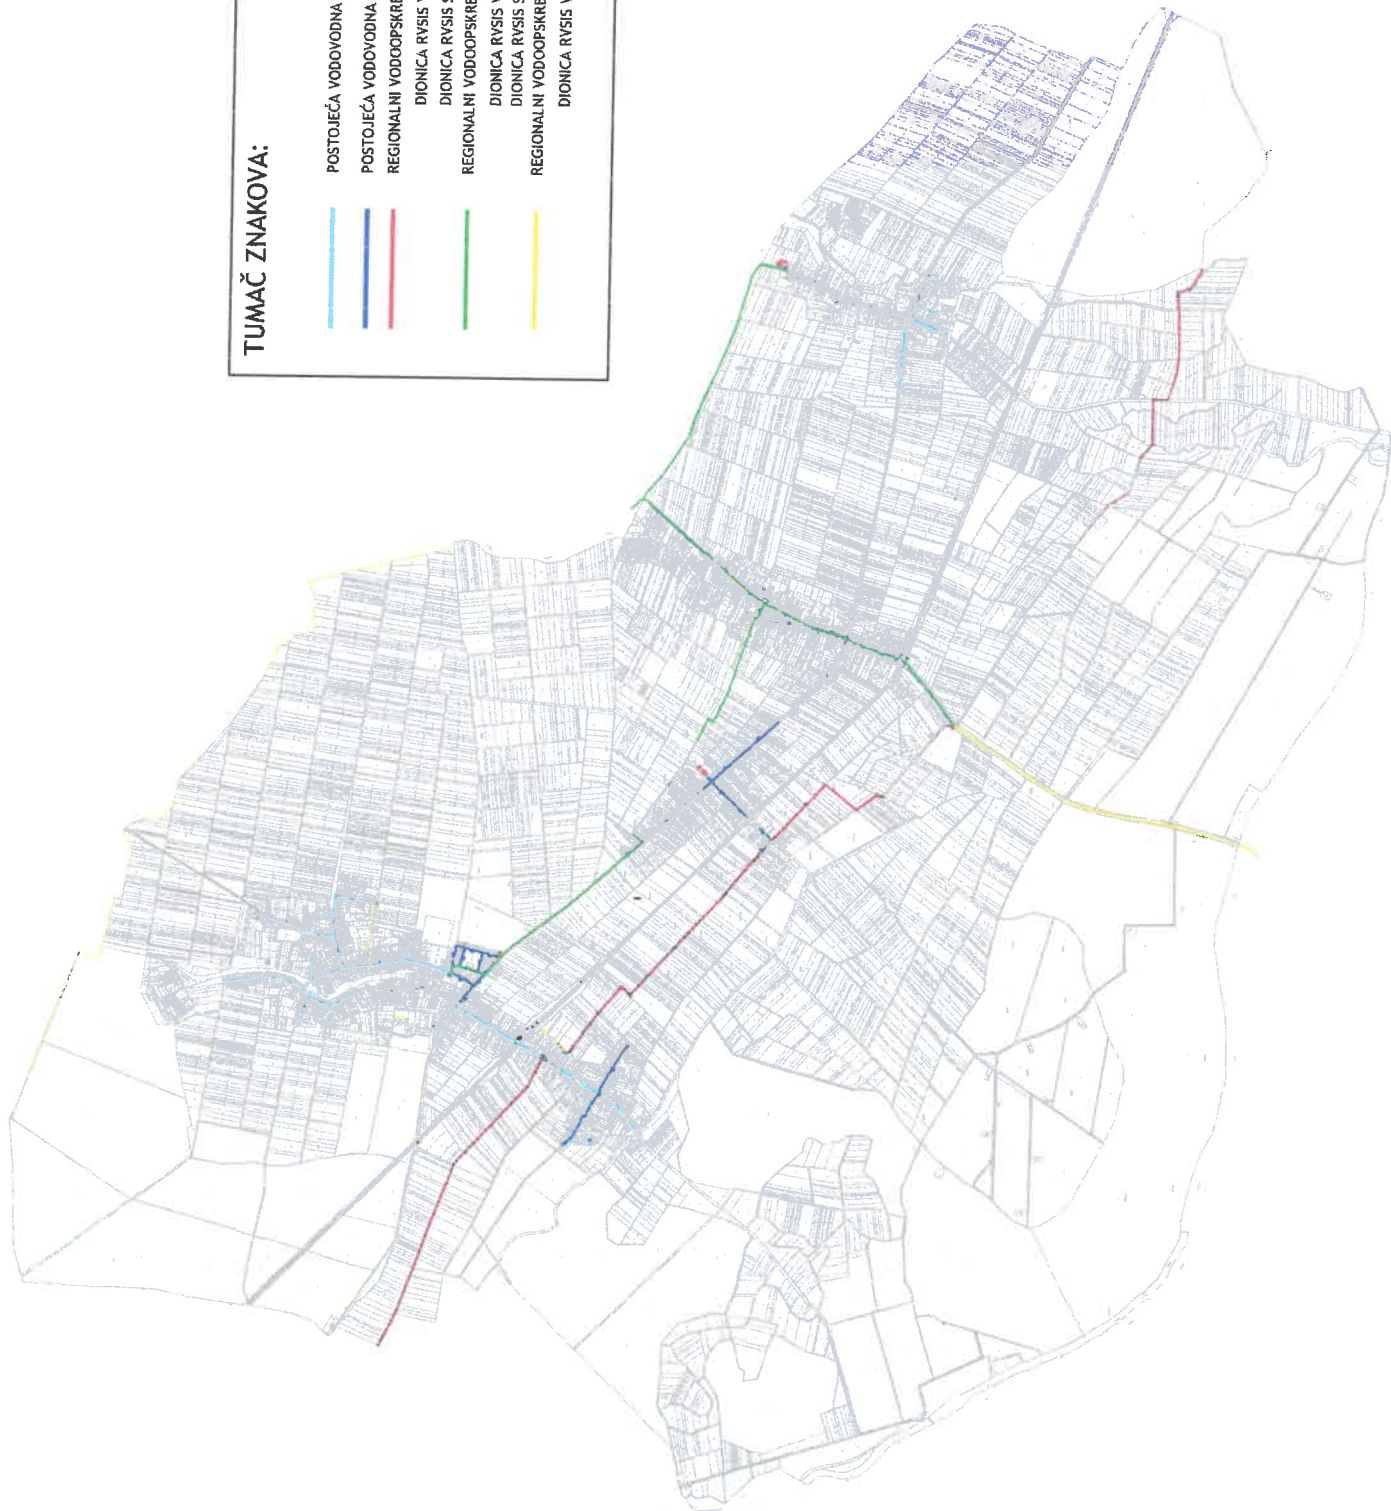 TUMAČ ZNAKOVA:
POSTOJEĆA VODOVODNA
POSTOJEĆA VODOVODNA
REGIONALNI VODOOPSKRB
DIONICA RVSIS
DIONICA RVSIS
REGIONALNI VODOOPSKRB
DIONICA RVSIS
DIONICA RVSIS
REGIONALNI VODOOPSKRB
DIONICA RVSIS